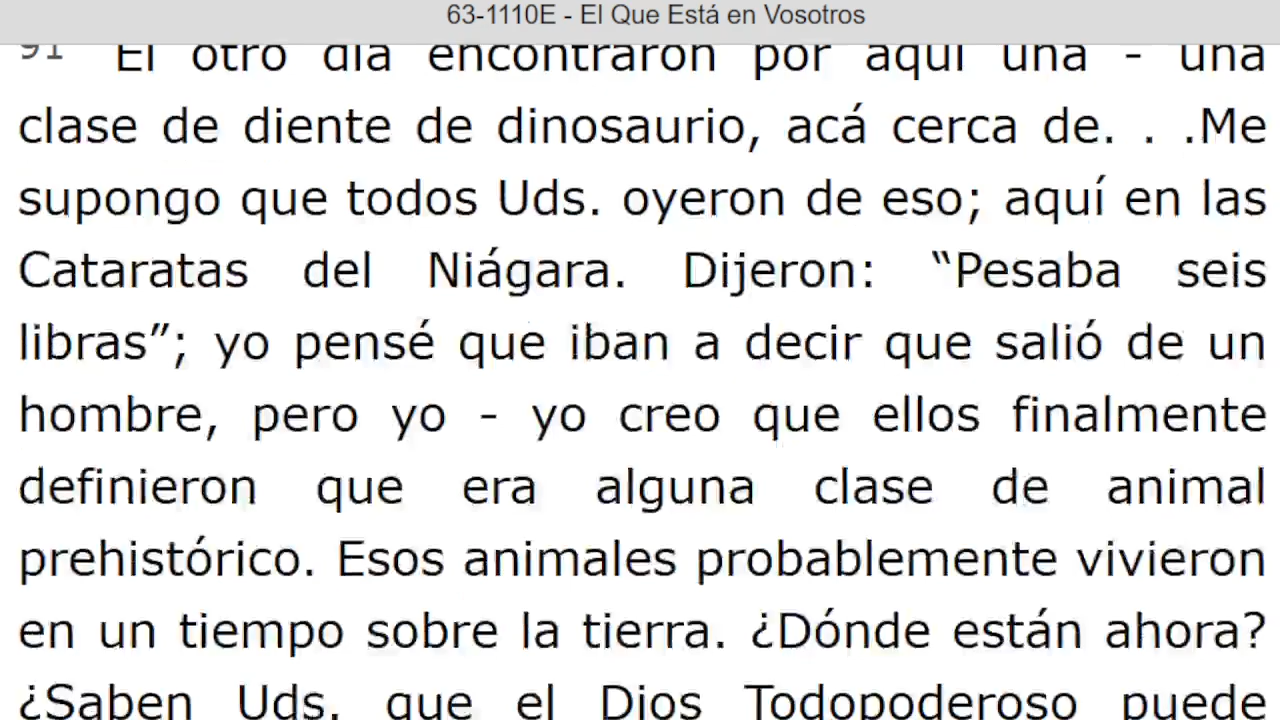 63-1110E - El Que Está en Vosotros
91 El otro día encontraron por aquí una - una
clase de diente de dinosaurio, acá cerca de. . .Me
supongo que todos Uds. oyeron de eso; aquí en las
Cataratas del Niágara. Dijeron: “Pesaba seis
libras”; yo pensé que iban a decir que salió de un
hombre, pero yo - yo creo que ellos finalmente
definieron que era alguna clase de animal
prehistórico. Esos animales probablemente vivieron
en un tiempo sobre la tierra. ¿Dónde están ahora?
¿Saben Uds. que el Dios Todopoderoso puede